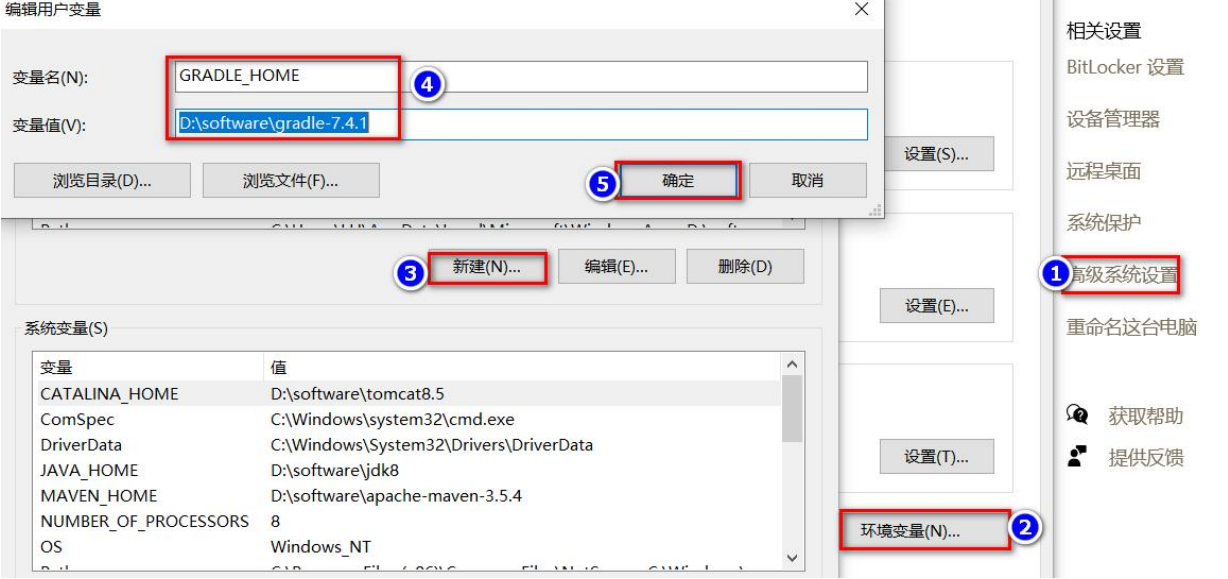 编辑用户变量
变量名(N):
GRADLE_HOME
4
变量值(V):
D:\software\gradle-7.4.1
浏览目录(D)...
浏览文件(F)...
5
确定
取消
3
新建(N)...
编辑(E)...
删除(D)
系统变量(S)
变量 值
CATALINA_HOME D:\software\tomcat8.5
ComSpec C:\Windows\system32\cmd.exe
DriverData C:\Windows\System32\Drivers\DriverData
JAVA_HOME D:\software\jdk8
MAVEN_HOME D:\software\apache-maven-3.5.4
NUMBER_OF_PROCESSORS 8
OS Windows_NT
设置(S)...
设置(E)...
设置(T)...
环境变量(N)...
2
相关设置
BitLocker 设置
设备管理器
远程桌面
系统保护
1
高级系统设置
重命名这台电脑
获取帮助
提供反馈